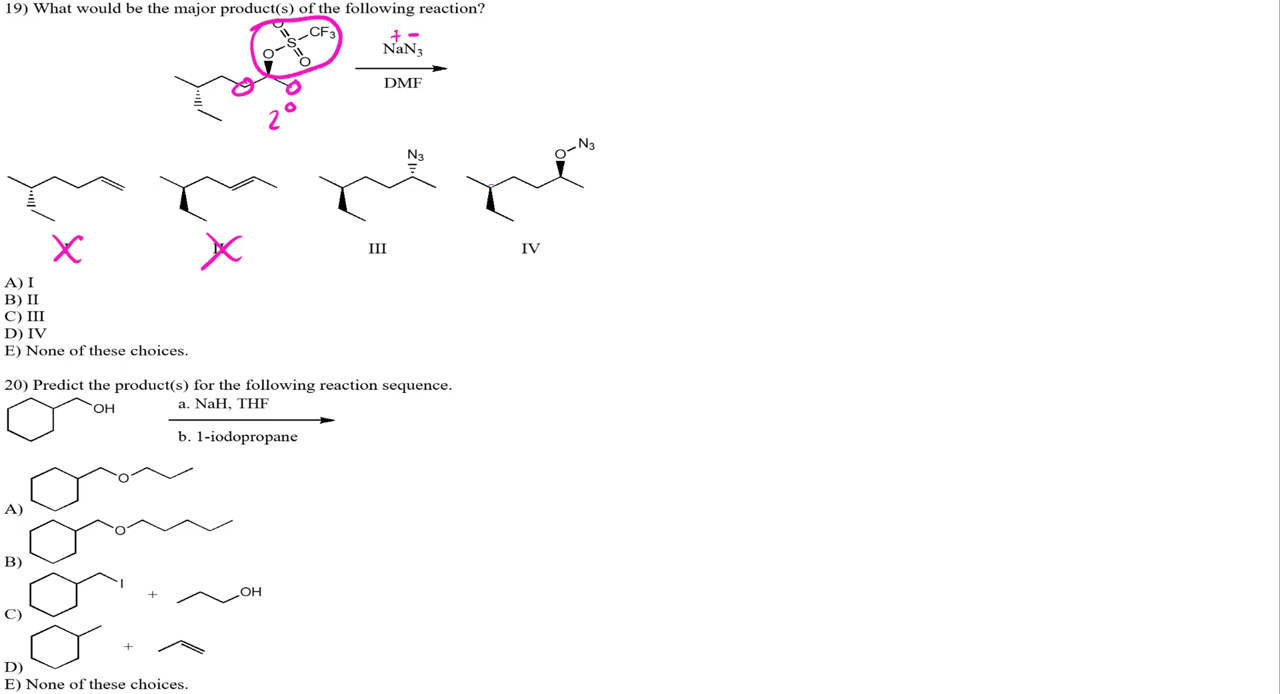 19) What would be the major product(s) of the following reaction?
O
CF3
S
O
O
+ -
NaN3
DMF
2°
N3
O-N3
III
IV
A) I
B) II
C) III
D) IV
E) None of these choices.
20) Predict the product(s) for the following reaction sequence.
OH
a. NaH, THF
b. 1-iodopropane
O
A)
O
B)
I
+
OH
C)
+
D)
E) None of these choices.